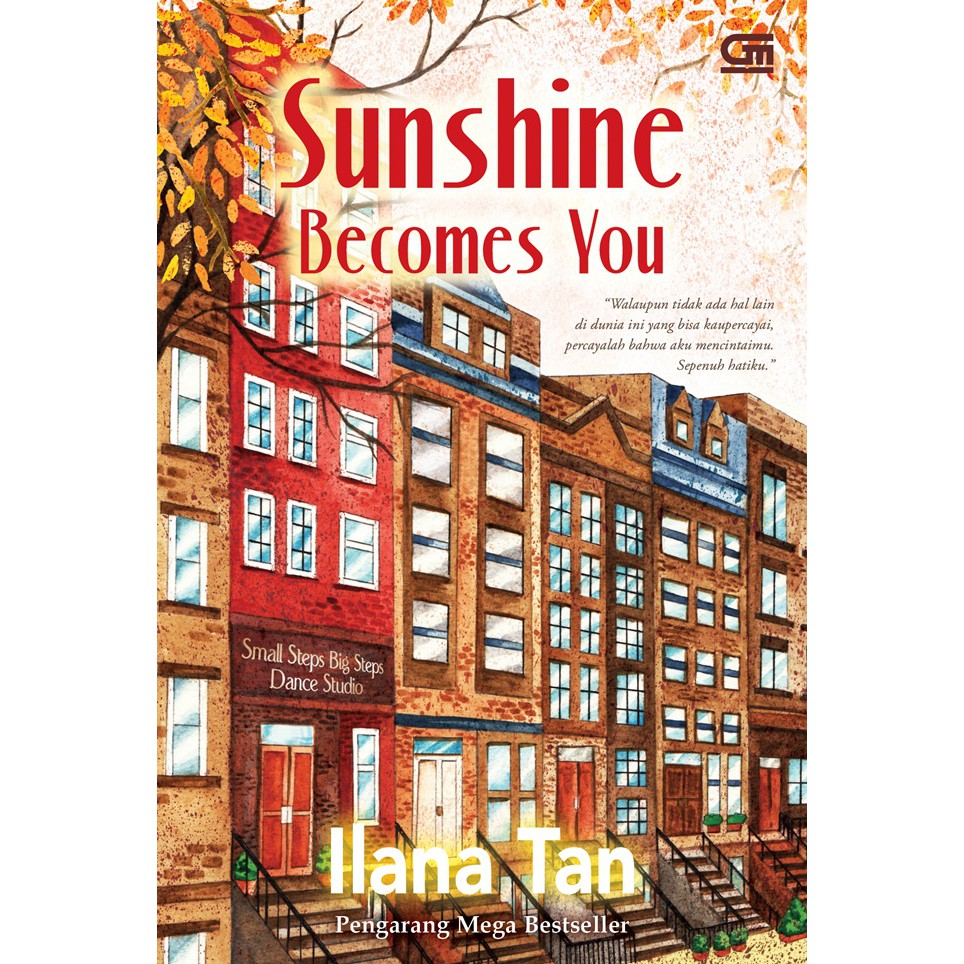 GM
Sunshine
Becomes You
“Walaupun tidak ada hal lain
di dunia ini yang bisa kaupercayai,
percayalah bahwa aku mencintaimu.
Sepenuh hatiku.”
Small Steps Big Steps
Dance Studio
Ilana Tan
Pengarang Mega Bestseller